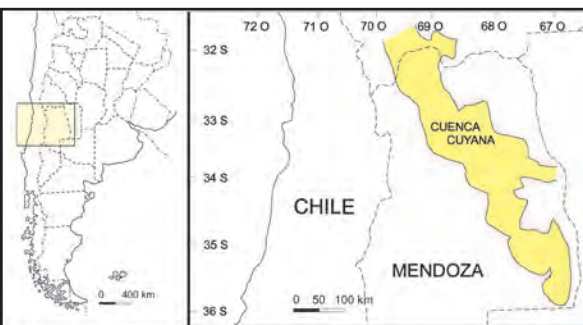 72 O 71 O 70 O 69 O 68 O 67 O
32 S
33 S
34 S
35 S
36 S
CUENCA
CUYANA
CHILE
MENDOZA
0 400 km
0 50 100 km